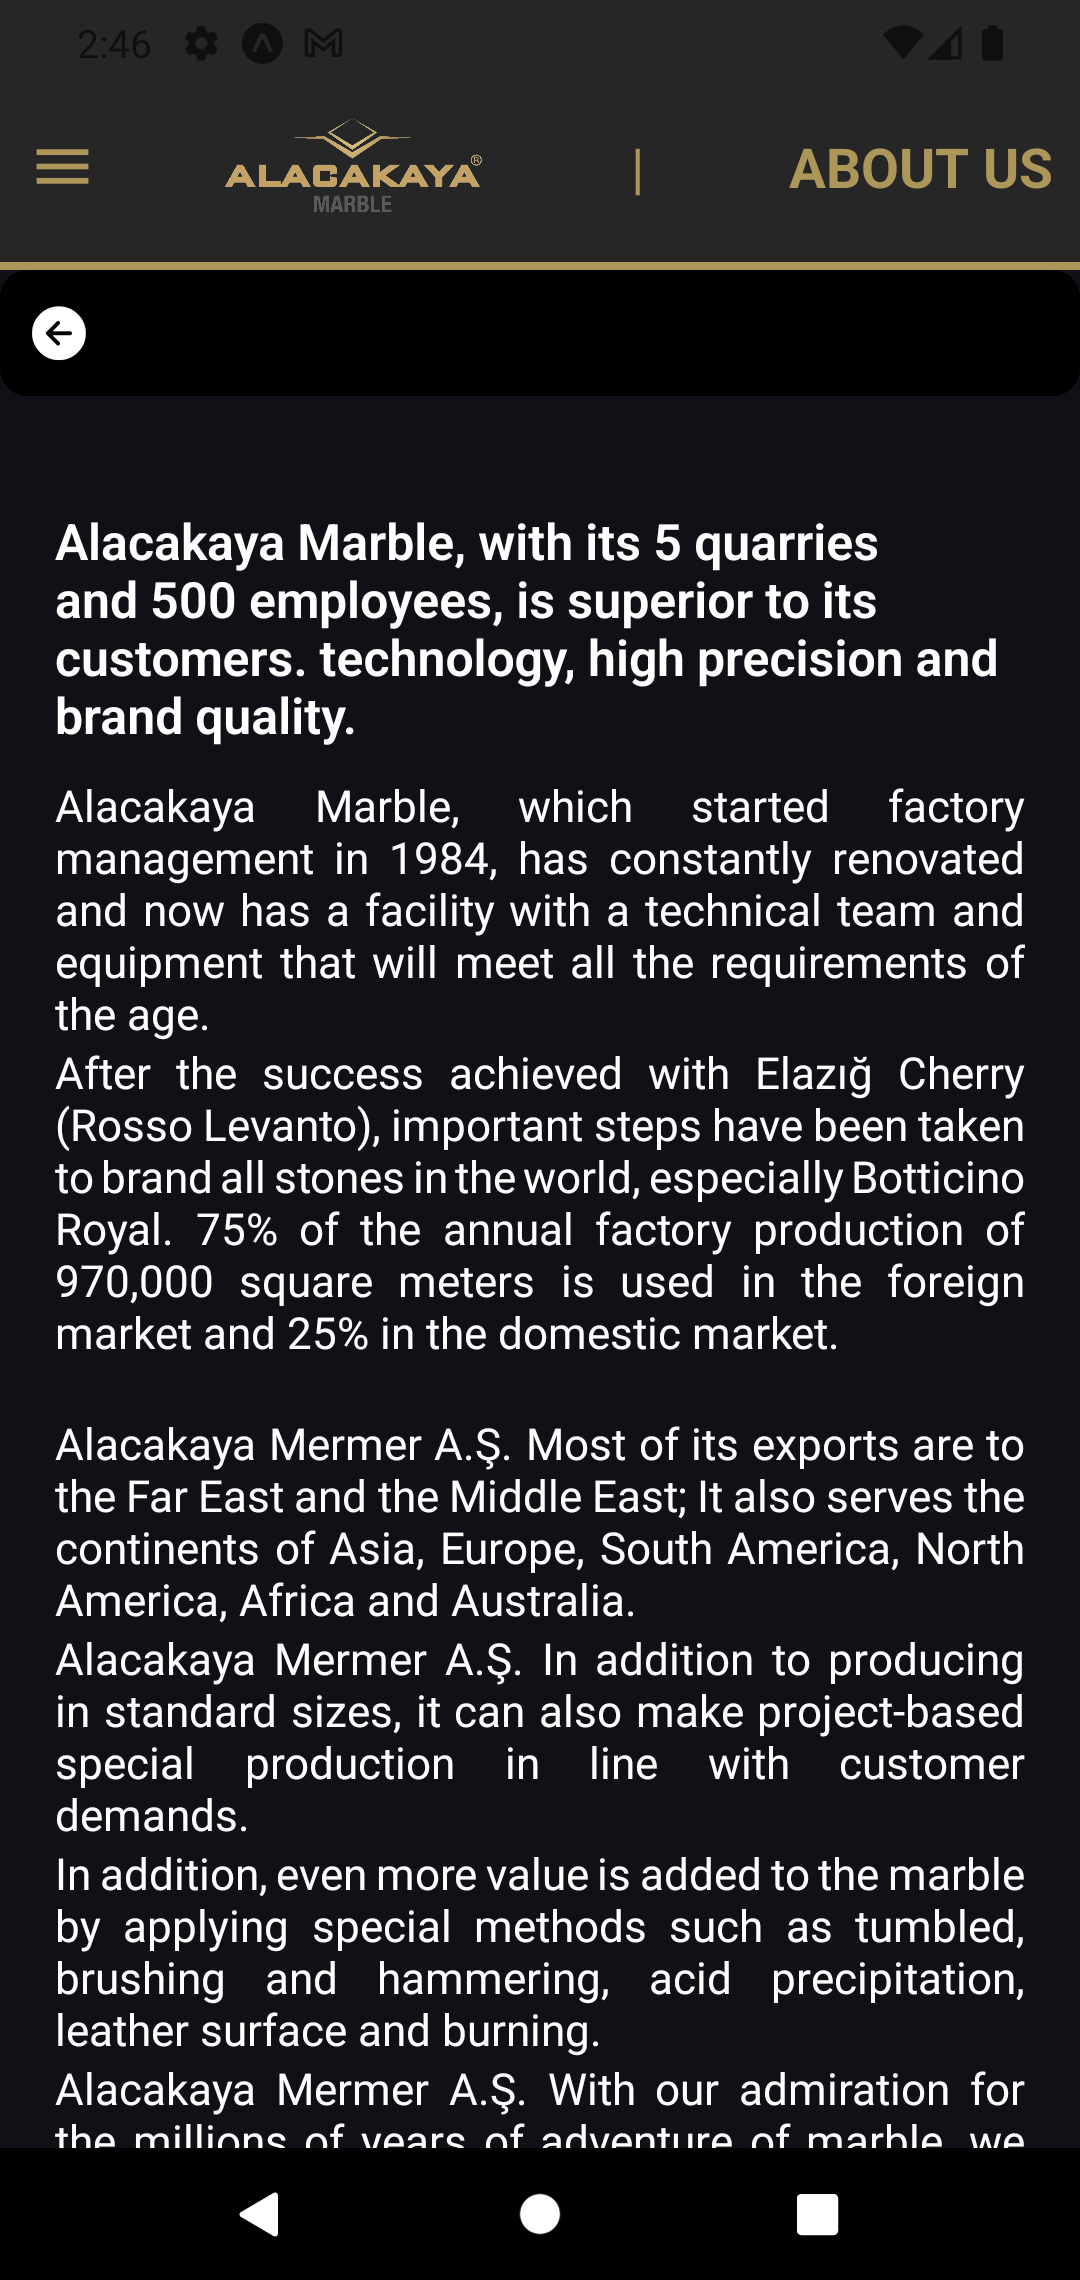 2:46
ALACAKAYA®
MARBLE
|
ABOUT US
Alacakaya Marble, with its 5 quarries
and 500 employees, is superior to its
customers. technology, high precision and
brand quality.
Alacakaya Marble, which started factory
management in 1984, has constantly renovated
and now has a facility with a technical team and
equipment that will meet all the requirements of
the age.
After the success achieved with Elazığ Cherry
(Rosso Levanto), important steps have been taken
to brand all stones in the world, especially Botticino
Royal. 75% of the annual factory production of
970,000 square meters is used in the foreign
market and 25% in the domestic market.
Alacakaya Mermer A.Ş. Most of its exports are to
the Far East and the Middle East; It also serves the
continents of Asia, Europe, South America, North
America, Africa and Australia.
Alacakaya Mermer A.Ş. In addition to producing
in standard sizes, it can also make project-based
special production in line with customer
demands.
In addition, even more value is added to the marble
by applying special methods such as tumbled,
brushing and hammering, acid precipitation,
leather surface and burning.
Alacakaya Mermer A.Ş. With our admiration for
the millions of years of adventure of marble, we